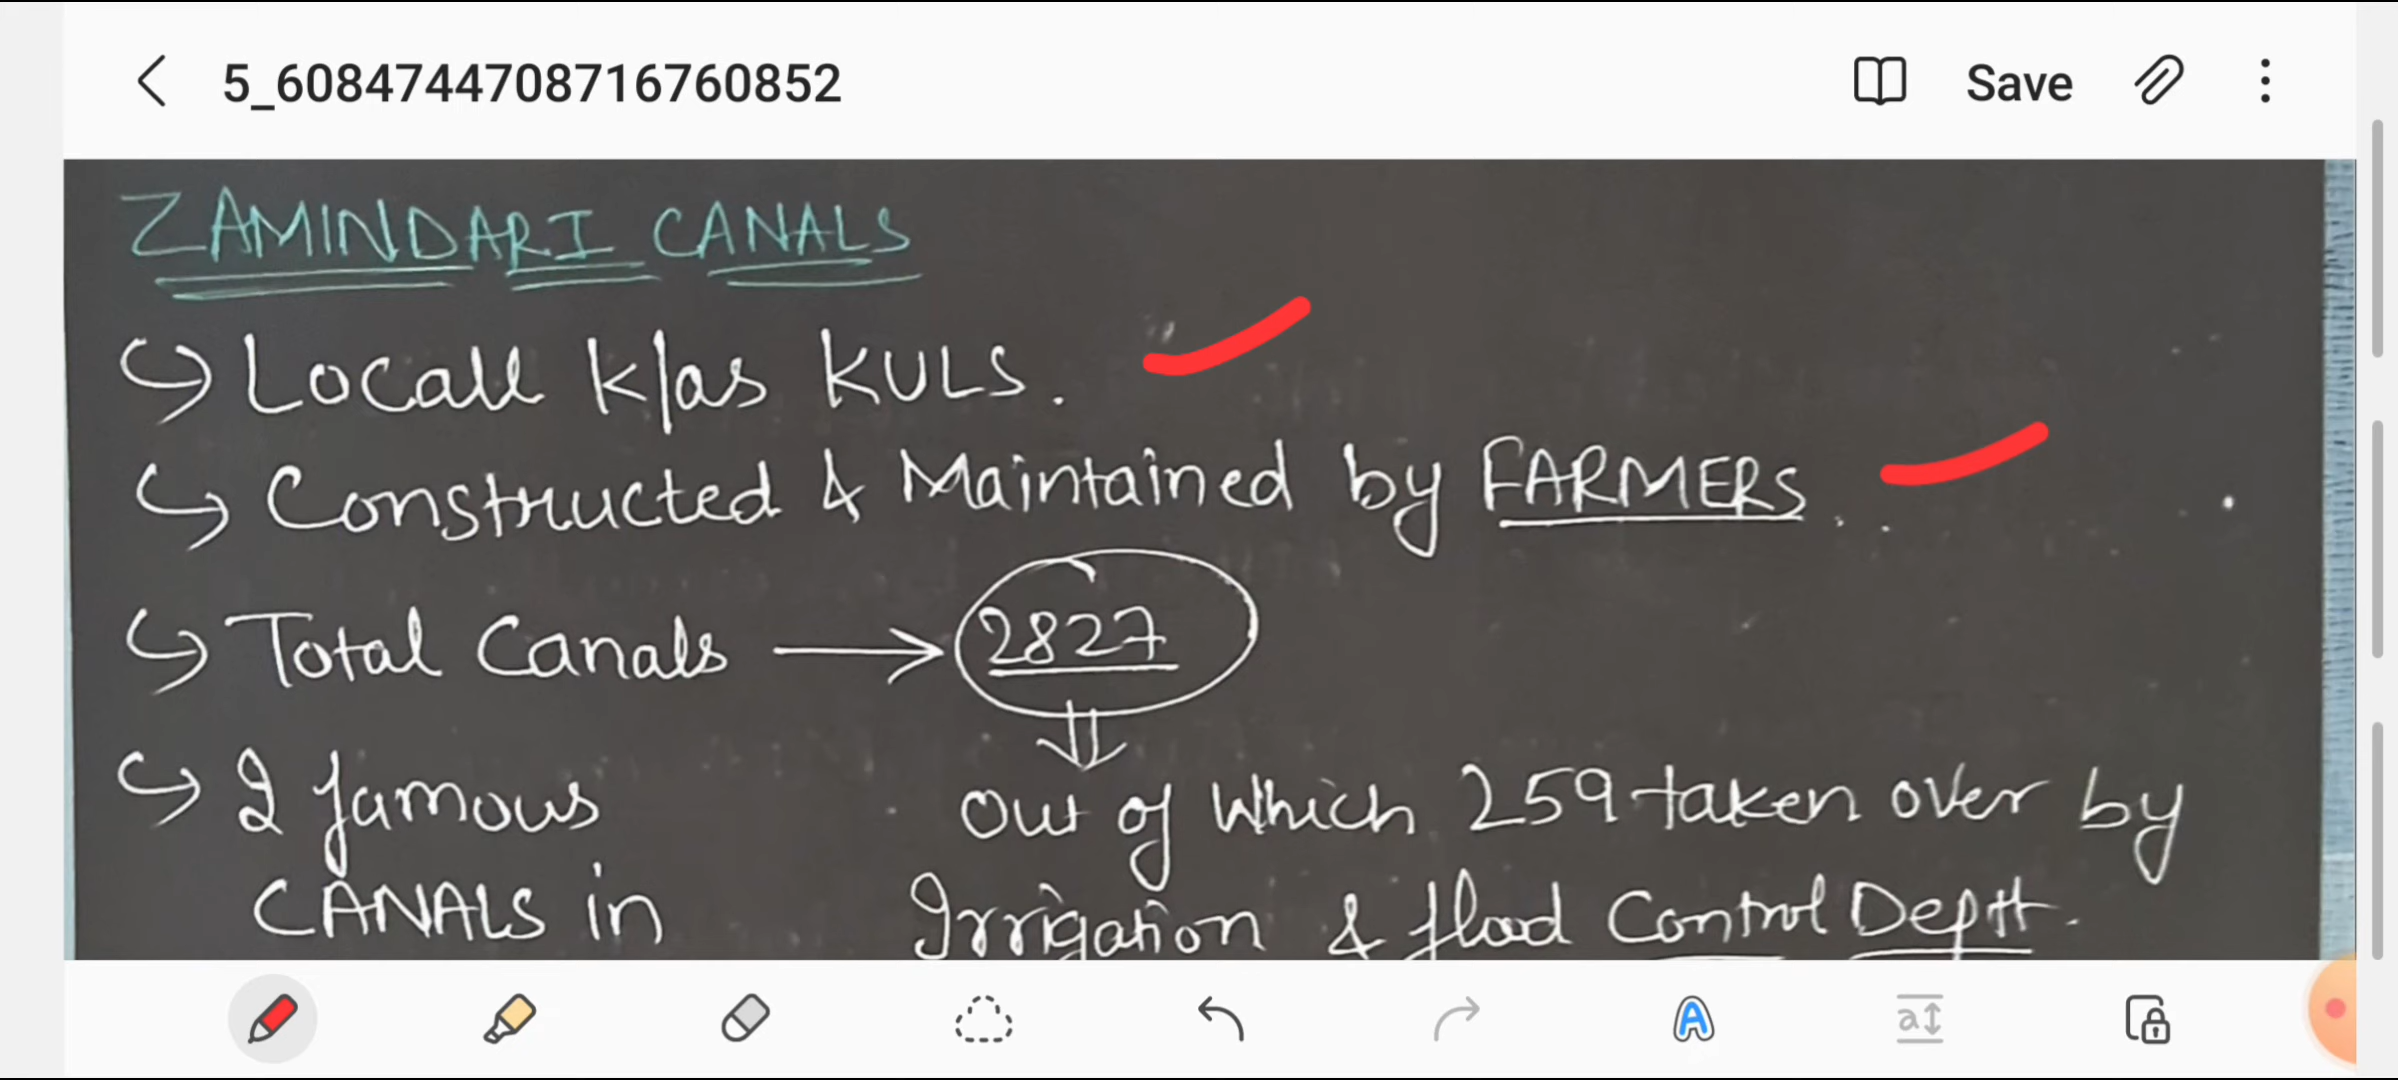 5_6084744708716760852
Save
ZAMINDARI CANALS
Locall k/as KULS.
Constructed & Maintained by FARMERS.
Total Canals → 2827
2 famous out of which 259 taken over by
CANALS in Irrigation & flood Control Deptt.